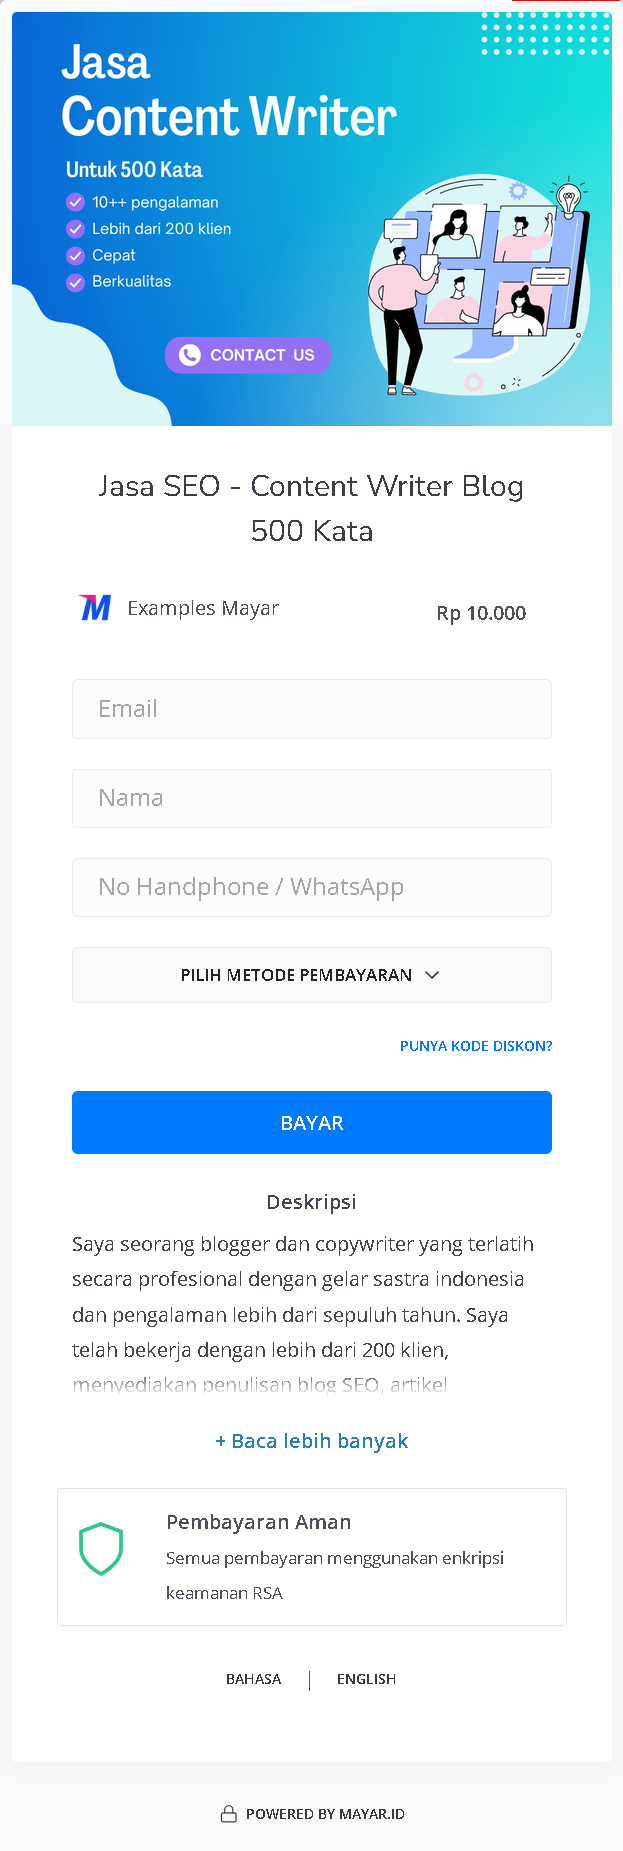 Jasa
Content Writer
Untuk 500 Kata
10++ pengalaman
Lebih dari 200 klien
Cepat
Berkualitas
CONTACT US
Jasa SEO - Content Writer Blog
500 Kata
Examples Mayar
Rp 10.000
Email
Nama
No Handphone / WhatsApp
PILIH METODE PEMBAYARAN
PUNYA KODE DISKON?
BAYAR
Deskripsi
Saya seorang blogger dan copywriter yang terlatih
secara profesional dengan gelar sastra indonesia
dan pengalaman lebih dari sepuluh tahun. Saya
telah bekerja dengan lebih dari 200 klien,
menyediakan penulisan blog SEO, artikel
+ Baca lebih banyak
Pembayaran Aman
Semua pembayaran menggunakan enkripsi
keamanan RSA
BAHASA | ENGLISH
POWERED BY MAYAR.ID